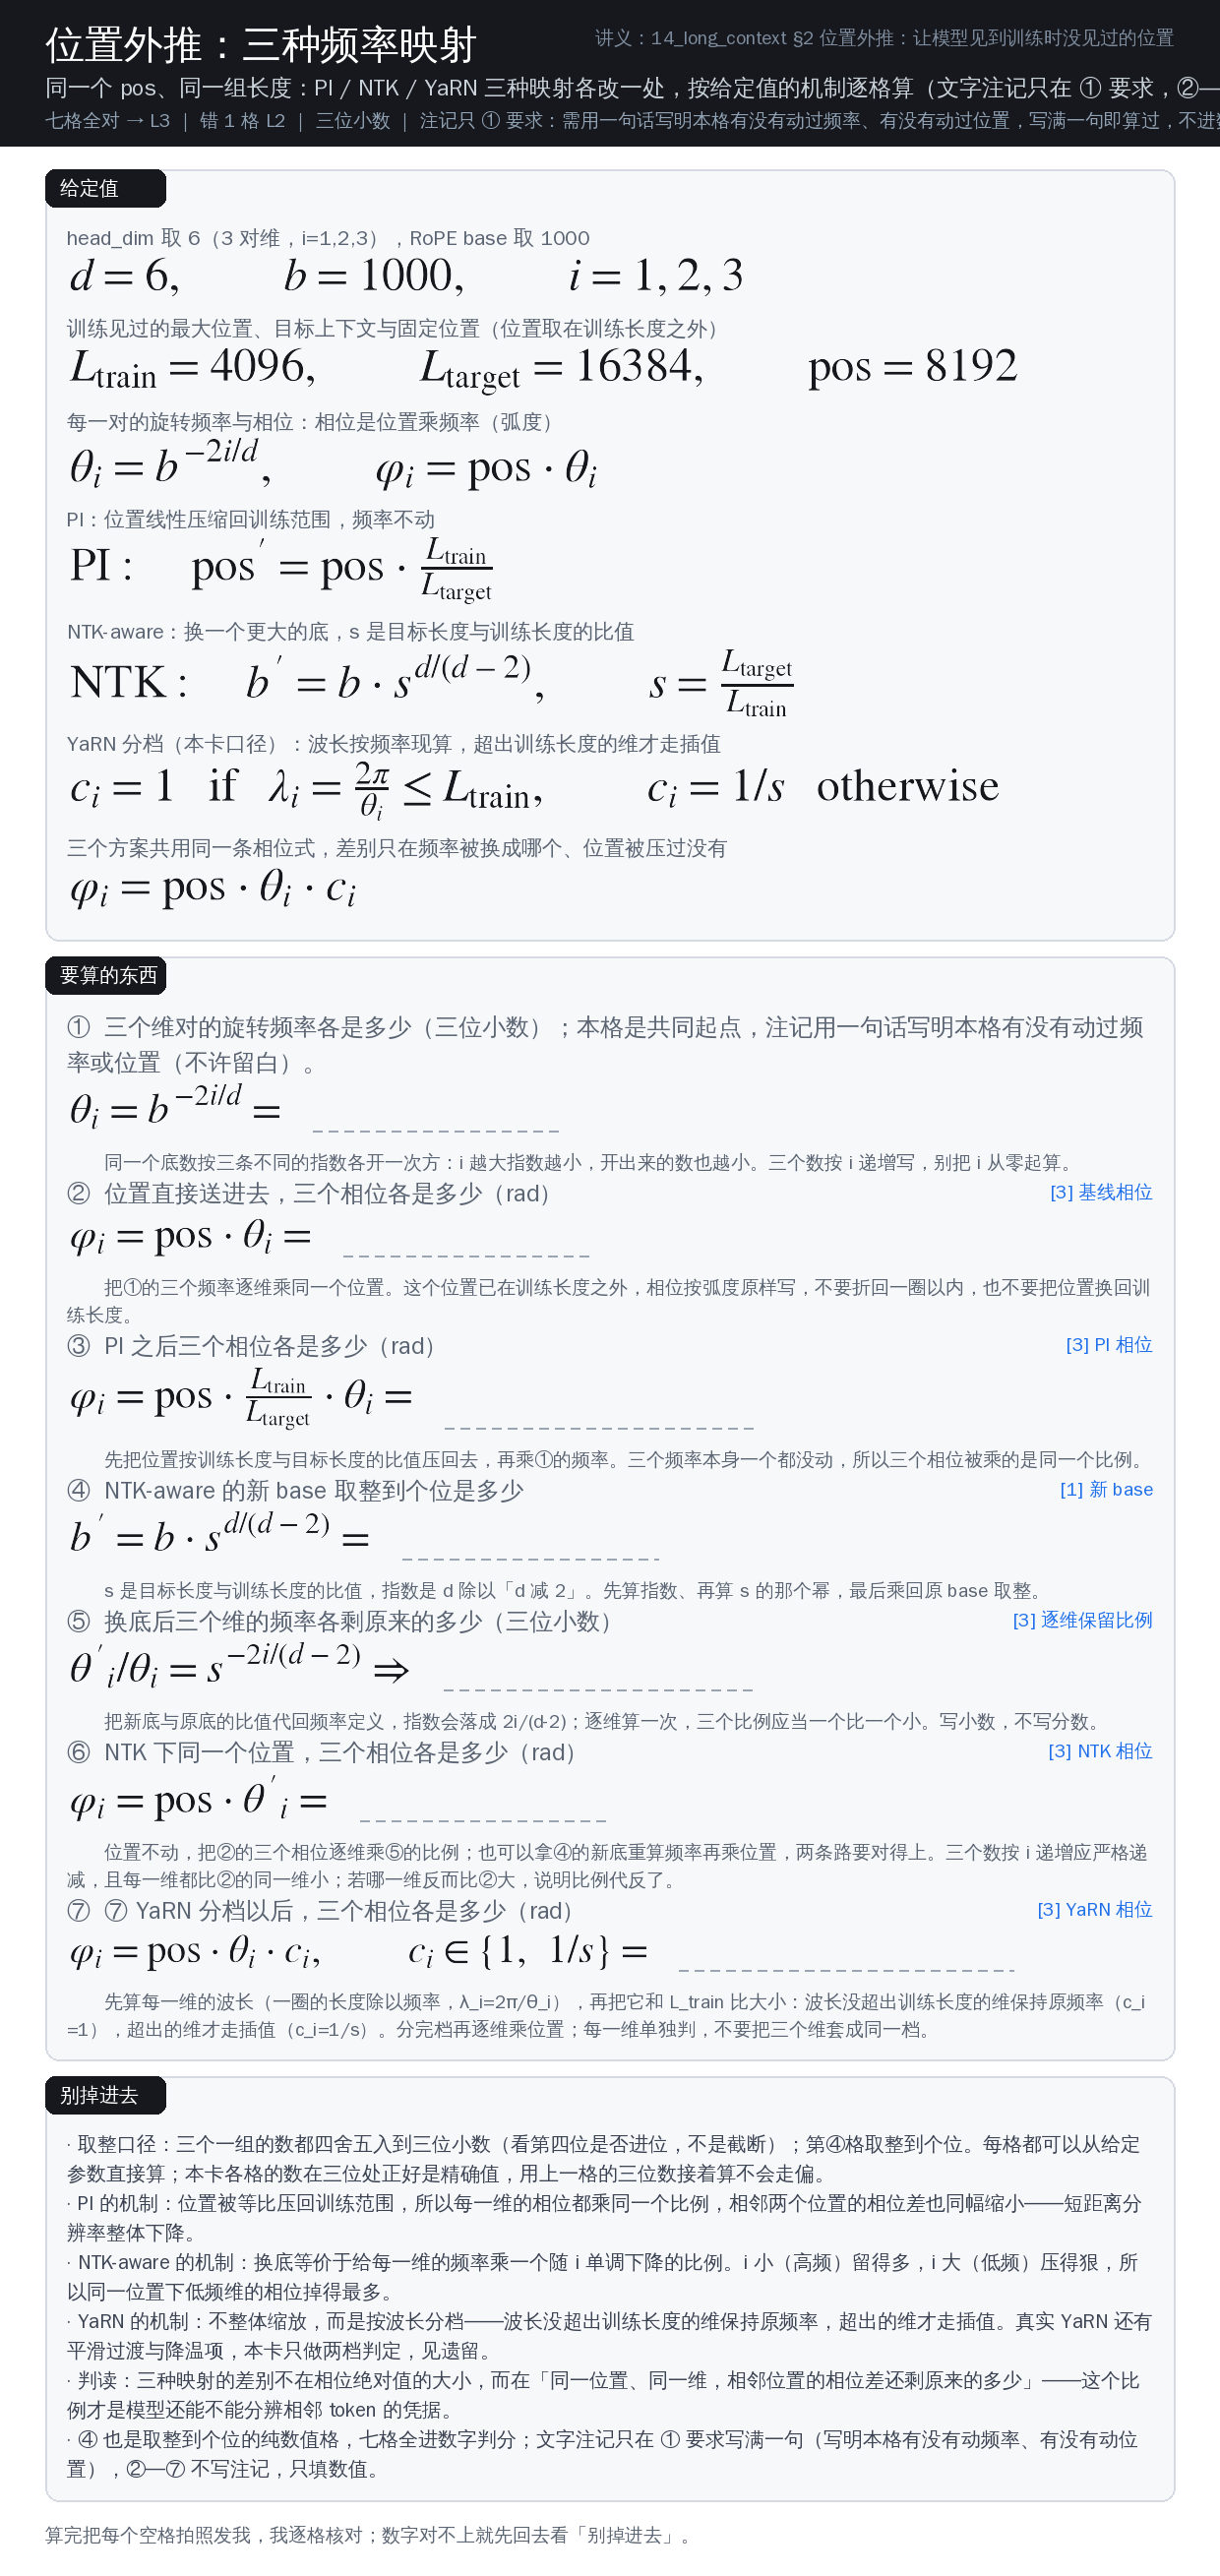 位置外推：三种频率映射
讲义：14_long_context §2 位置外推：让模型见到训练时没见过的位置
同一个 pos、同一组长度：PI / NTK / YaRN 三种映射各改一处，按给定值的机制逐格算（文字注记只在 ① 要求，②—
七格全对 → L3 ｜ 错 1 格 L2 ｜ 三位小数 ｜ 注记只 ① 要求：需用一句话写明本格有没有动过频率、有没有动过位置，写满一句即算过，不进
给定值
head_dim 取 6（3 对维，i=1,2,3），RoPE base 取 1000
d = 6, b = 1000, i = 1, 2, 3
训练见过的最大位置、目标上下文与固定位置（位置取在训练长度之外）
L_train = 4096, L_target = 16384, pos = 8192
每一对的旋转频率与相位：相位是位置乘频率（弧度）
θ_i = b^{−2i/d}, φ_i = pos · θ_i
PI：位置线性压缩回训练范围，频率不动
PI : pos′ = pos · L_train/L_target
NTK-aware：换一个更大的底，s 是目标长度与训练长度的比值
NTK : b′ = b · s^{d/(d − 2)}, s = L_target/L_train
YaRN 分档（本卡口径）：波长按频率现算，超出训练长度的维才走插值
c_i = 1 if λ_i = 2π/θ_i ≤ L_train, c_i = 1/s otherwise
三个方案共用同一条相位式，差别只在频率被换成哪个、位置被压过没有
φ_i = pos · θ_i · c_i
要算的东西
① 三个维对的旋转频率各是多少（三位小数）；本格是共同起点，注记用一句话写明本格有没有动过频
率或位置（不许留白）。
θ_i = b^{−2i/d} =
同一个底数按三条不同的指数各开一次方：i 越大指数越小，开出来的数也越小。三个数按 i 递增写，别把 i 从零起算。
② 位置直接送进去，三个相位各是多少（rad）
[3] 基线相位
φ_i = pos · θ_i =
把①的三个频率逐维乘同一个位置。这个位置已在训练长度之外，相位按弧度原样写，不要折回一圈以内，也不要把位置换回训
练长度。
③ PI 之后三个相位各是多少（rad）
[3] PI 相位
φ_i = pos · L_train/L_target · θ_i =
先把位置按训练长度与目标长度的比值压回去，再乘①的频率。三个频率本身一个都没动，所以三个相位被乘的是同一个比例。
④ NTK-aware 的新 base 取整到个位是多少
[1] 新 base
b′ = b · s^{d/(d − 2)} =
s 是目标长度与训练长度的比值，指数是 d 除以「d 减 2」。先算指数、再算 s 的那个幂，最后乘回原 base 取整。
⑤ 换底后三个维的频率各剩原来的多少（三位小数）
[3] 逐维保留比例
θ′_i/θ_i = s^{−2i/(d − 2)} ⇒
把新底与原底的比值代回频率定义，指数会落成 2i/(d-2)；逐维算一次，三个比例应当一个比一个小。写小数，不写分数。
⑥ NTK 下同一个位置，三个相位各是多少（rad）
[3] NTK 相位
φ_i = pos · θ′_i =
位置不动，把②的三个相位逐维乘⑤的比例；也可以拿④的新底重算频率再乘位置，两条路要对得上。三个数按 i 递增应严格递
减，且每一维都比②的同一维小；若哪一维反而比②大，说明比例代反了。
⑦ ⑦ YaRN 分档以后，三个相位各是多少（rad）
[3] YaRN 相位
φ_i = pos · θ_i · c_i, c_i ∈ {1, 1/s} =
先算每一维的波长（一圈的长度除以频率，λ_i=2π/θ_i），再把它和 L_train 比大小：波长没超出训练长度的维保持原频率（c_i
=1），超出的维才走插值（c_i=1/s）。分完档再逐维乘位置；每一维单独判，不要把三个维套成同一档。
别掉进去
· 取整口径：三个一组的数都四舍五入到三位小数（看第四位是否进位，不是截断）；第④格取整到个位。每格都可以从给定
参数直接算；本卡各格的数在三位处正好是精确值，用上一格的三位数接着算不会走偏。
· PI 的机制：位置被等比压回训练范围，所以每一维的相位都乘同一个比例，相邻两个位置的相位差也同幅缩小——短距离分
辨率整体下降。
· NTK-aware 的机制：换底等价于给每一维的频率乘一个随 i 单调下降的比例。i 小（高频）留得多，i 大（低频）压得狠，所
以同一位置下低频维的相位掉得最多。
· YaRN 的机制：不整体缩放，而是按波长分档——波长没超出训练长度的维保持原频率，超出的维才走插值。真实 YaRN 还有
平滑过渡与降温项，本卡只做两档判定，见遗留。
· 判读：三种映射的差别不在相位绝对值的大小，而在「同一位置、同一维，相邻位置的相位差还剩原来的多少」——这个比
例才是模型还能不能分辨相邻 token 的凭据。
· ④ 也是取整到个位的纯数值格，七格全进数字判分；文字注记只在 ① 要求写满一句（写明本格有没有动频率、有没有动位
置），②—⑦ 不写注记，只填数值。
算完把每个空格拍照发我，我逐格核对；数字对不上就先回去看「别掉进去」。